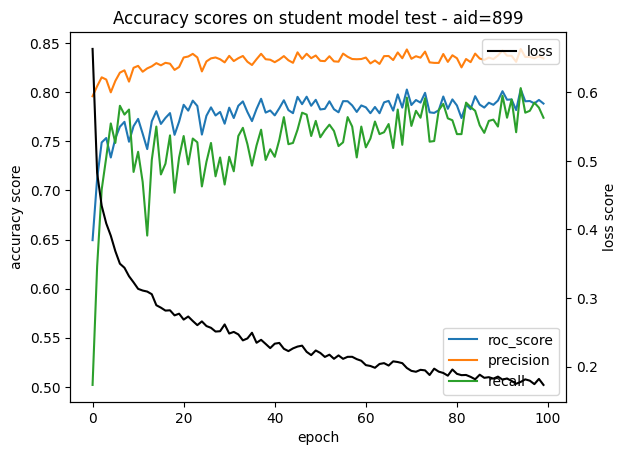 Accuracy scores on student model test - aid=899
accuracy score
0.85
0.80
0.75
0.70
0.65
0.60
0.55
0.50
loss
0.6
0.5
0.4
0.3
0.2
loss score
roc_score
precision
recall
0
20
40
60
80
100
epoch